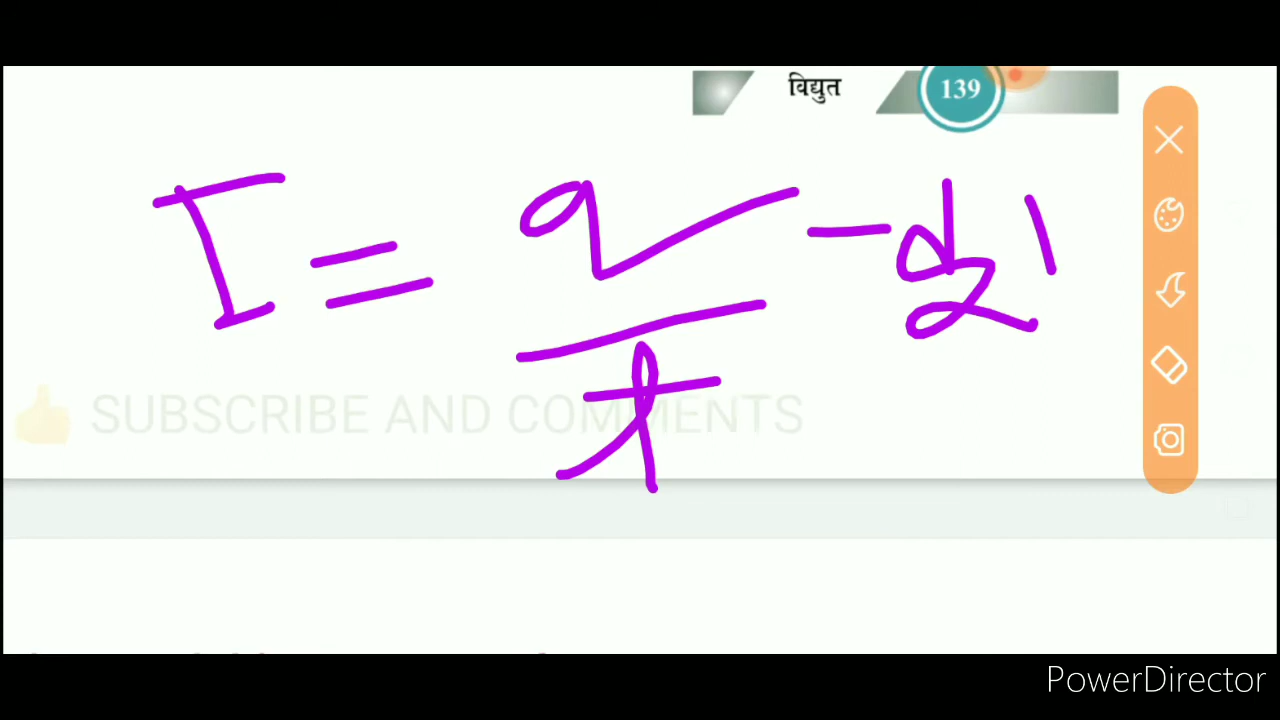 विद्युत 139
I = q
t
SUBSCRIBE AND COMMENTS
PowerDirector